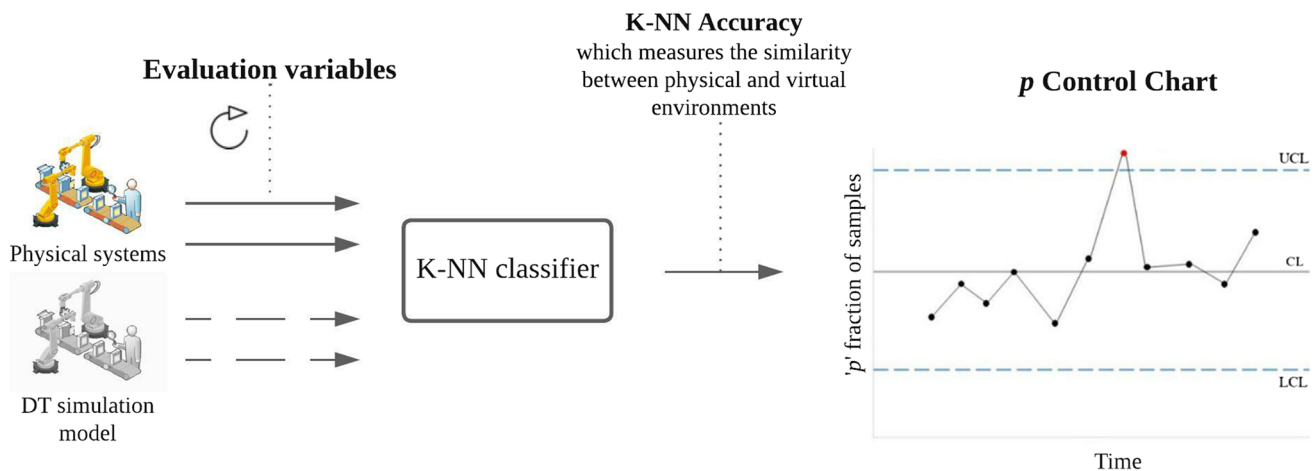 Evaluation variables
Physical systems
DT simulation
model
K-NN classifier
K-NN Accuracy
which measures the similarity
between physical and virtual
environments
p Control Chart
'p' fraction of samples
UCL
CL
LCL
Time